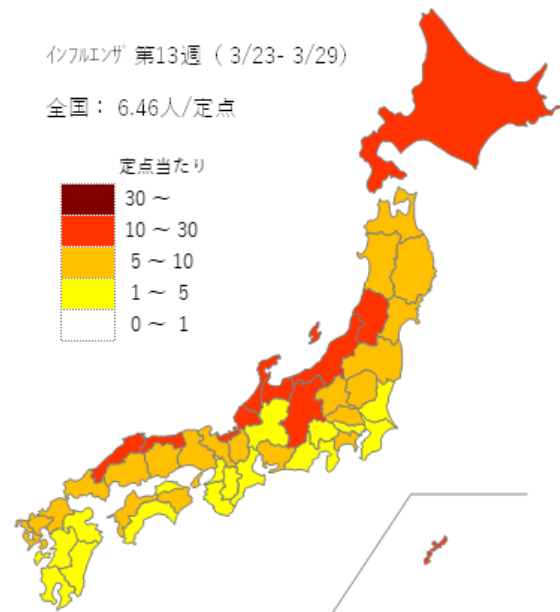 インフルエンザ 第13週 ( 3/23- 3/29)
全国： 6.46人/定点
定点当たり
30 ～
10 ～ 30
5 ～ 10
1 ～ 5
0 ～ 1